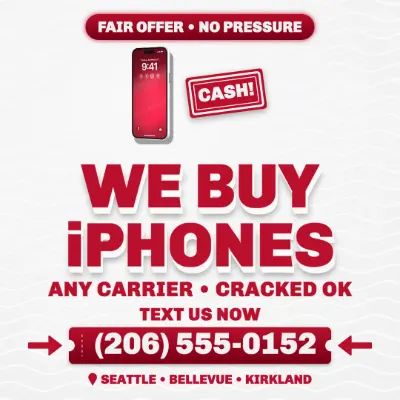 FAIR OFFER • NO PRESSURE
9:41
CASH!
WE BUY
iPHONES
ANY CARRIER • CRACKED OK
TEXT US NOW
(206) 555-0152
SEATTLE • BELLEVUE • KIRKLAND